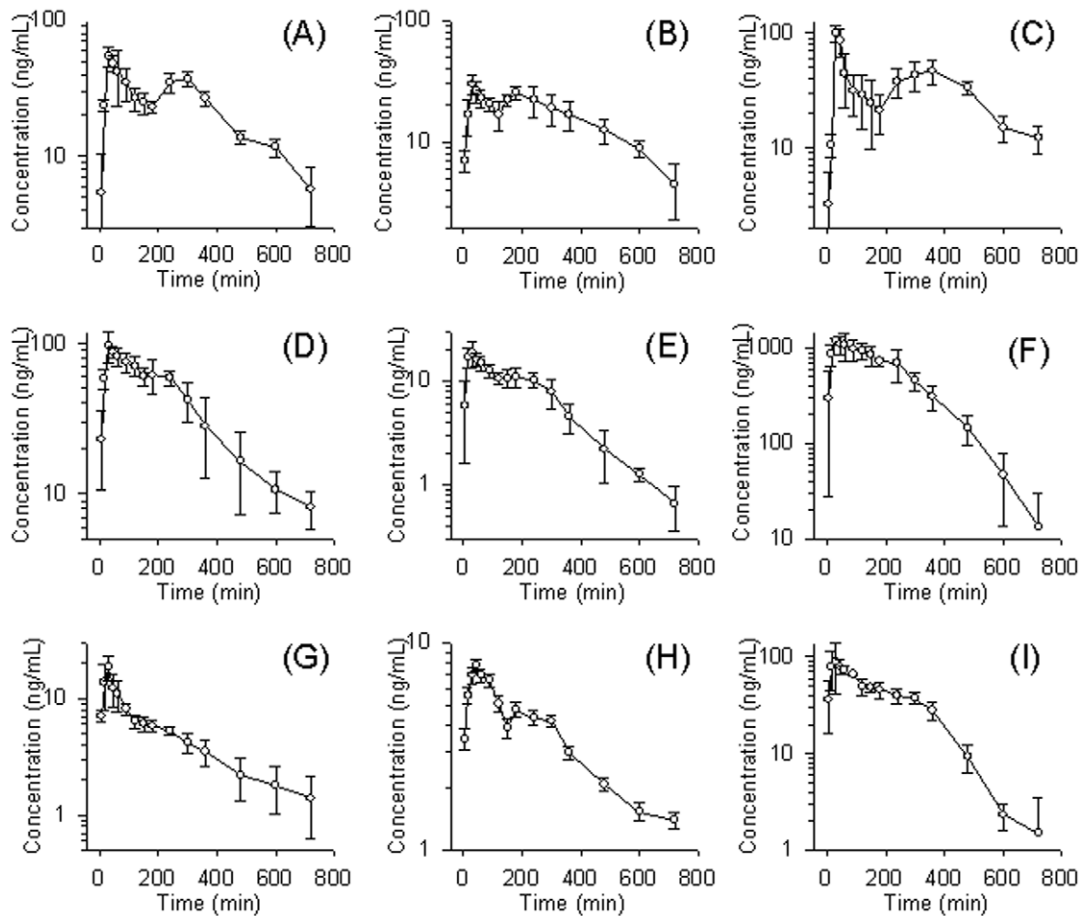 (A)
Concentration (ng/mL)
100
10
0 200 400 600 800
Time (min)
(B)
Concentration (ng/mL)
100
10
0 200 400 600 800
Time (min)
(C)
Concentration (ng/mL)
100
10
0 200 400 600 800
Time (min)
(D)
Concentration (ng/mL)
100
10
0 200 400 600 800
Time (min)
(E)
Concentration (ng/mL)
10
1
0 200 400 600 800
Time (min)
(F)
Concentration (ng/mL)
1000
100
10
0 200 400 600 800
Time (min)
(G)
Concentration (ng/mL)
10
1
0 200 400 600 800
Time (min)
(H)
Concentration (ng/mL)
10
1
0 200 400 600 800
Time (min)
(I)
Concentration (ng/mL)
100
10
1
0 200 400 600 800
Time (min)